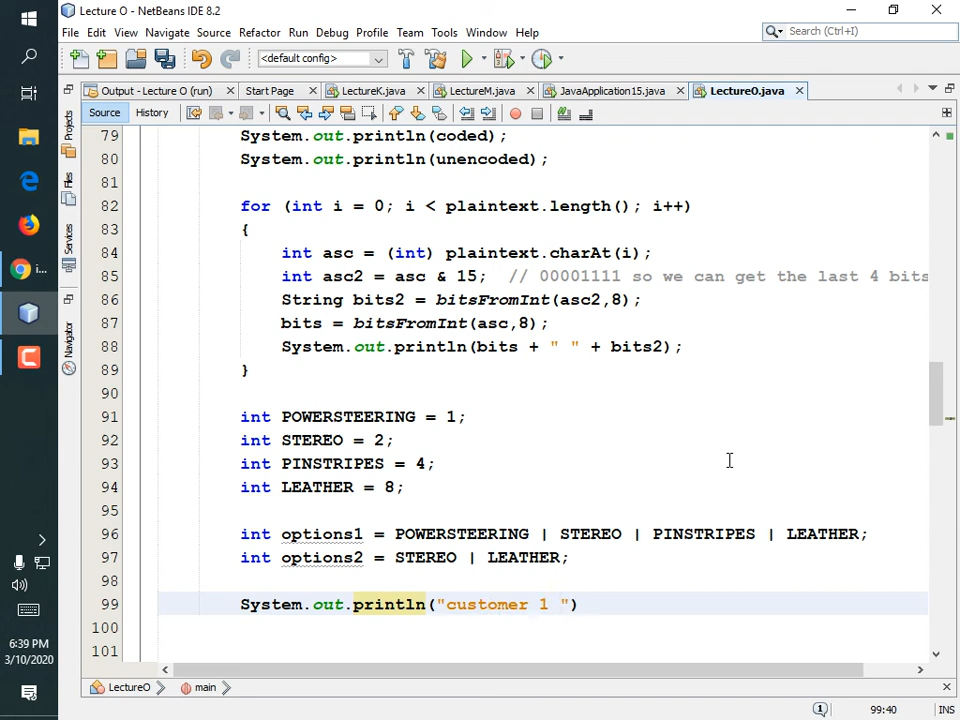 Lecture O - NetBeans IDE 8.2
File Edit View Navigate Source Refactor Run Debug Profile Team Tools Window Help
Search (Ctrl+I)
<default config>
Output - Lecture O (run) Start Page LectureK.java LectureM.java JavaApplication15.java LectureO.java
Source History
Projects
Files
Services
Navigator
79 System.out.println(coded);
80 System.out.println(unencoded);
81
82 for (int i = 0; i < plaintext.length(); i++)
83 {
84 int asc = (int) plaintext.charAt(i);
85 int asc2 = asc & 15; // 00001111 so we can get the last 4 bits
86 String bits2 = bitsFromInt(asc2,8);
87 bits = bitsFromInt(asc,8);
88 System.out.println(bits + " " + bits2);
89 }
90
91 int POWERSTEERING = 1;
92 int STEREO = 2;
93 int PINSTRIPES = 4;
94 int LEATHER = 8;
95
96 int options1 = POWERSTEERING | STEREO | PINSTRIPES | LEATHER;
97 int options2 = STEREO | LEATHER;
98
99 System.out.println("customer 1 ")
100
101
i...
6:39 PM
3/10/2020
LectureO main
1 99:40 INS